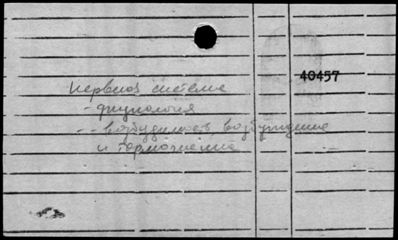 40457
Нервная система
- физиология
-- возбудимость, возбуждение
и торможение